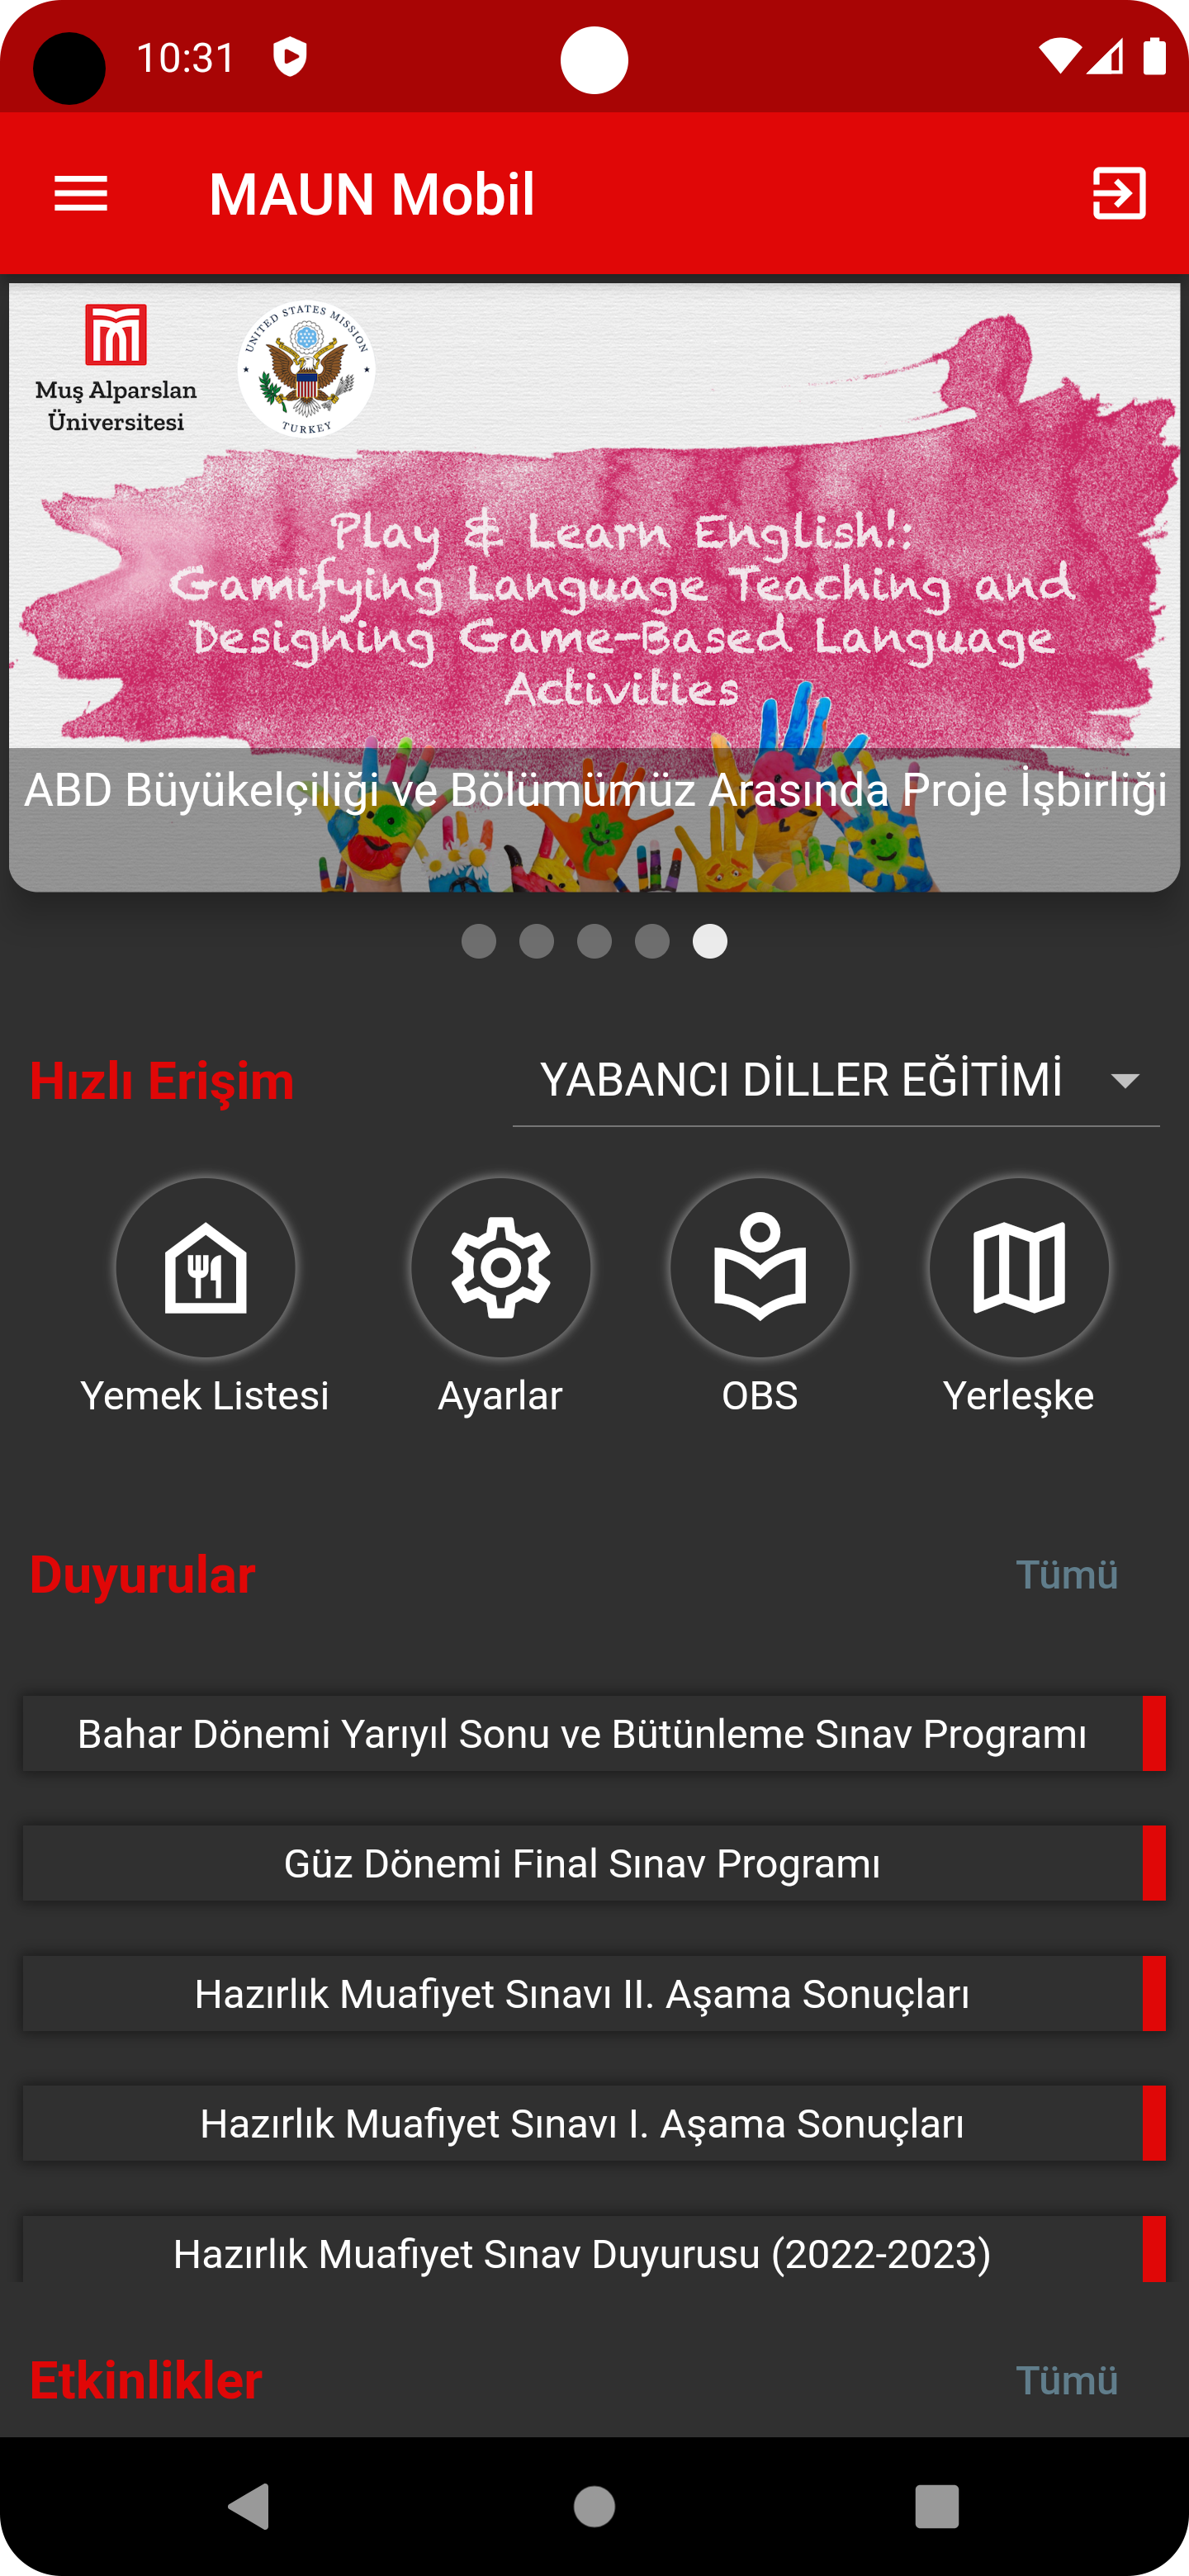 10:31
MAUN Mobil
Muş Alparslan
Üniversitesi
UNITED STATES MISSION
TURKEY
Play & Learn English!:
Gamifying Language Teaching and
Designing Game-Based Language
Activities
ABD Büyükelçiliği ve Bölümümüz Arasında Proje İşbirliği
Hızlı Erişim
YABANCI DİLLER EĞİTİMİ
Yemek Listesi
Ayarlar
OBS
Yerleşke
Duyurular
Tümü
Bahar Dönemi Yarıyıl Sonu ve Bütünleme Sınav Programı
Güz Dönemi Final Sınav Programı
Hazırlık Muafiyet Sınavı II. Aşama Sonuçları
Hazırlık Muafiyet Sınavı I. Aşama Sonuçları
Hazırlık Muafiyet Sınav Duyurusu (2022-2023)
Etkinlikler
Tümü